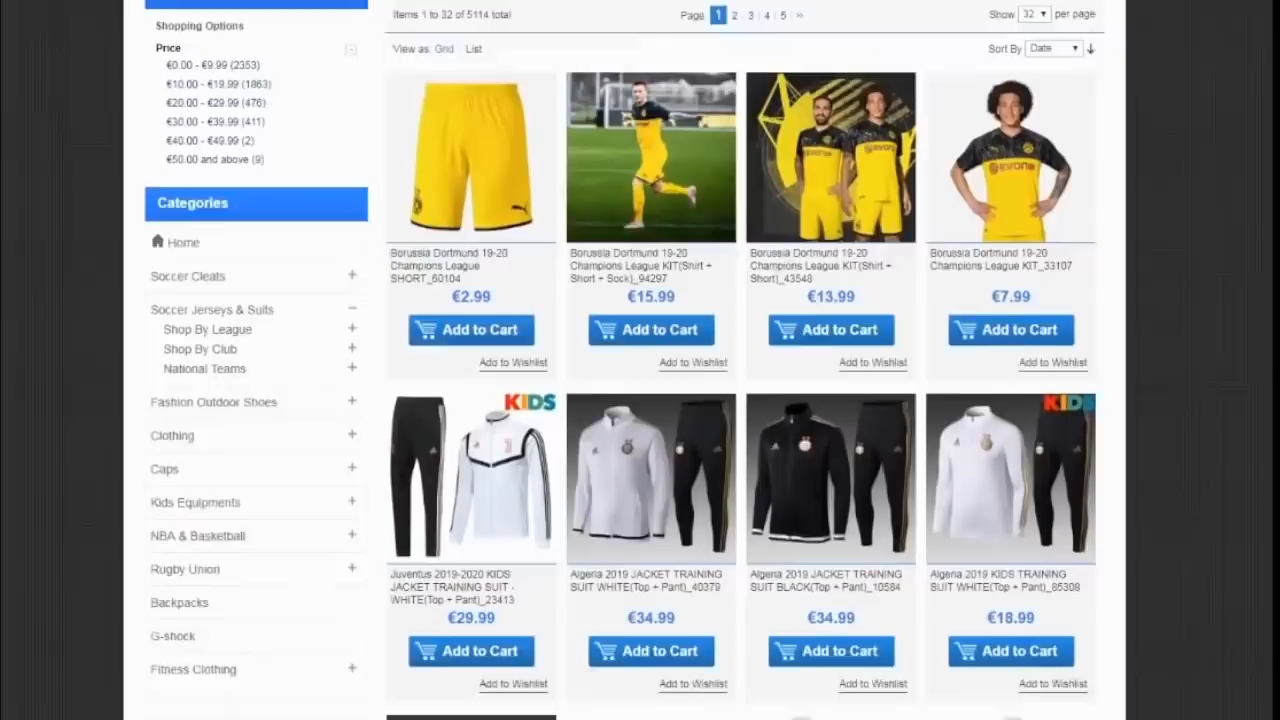 Shopping Options
Price
€0.00 - €9.99 (2353)
€10.00 - €19.99 (1863)
€20.00 - €29.99 (476)
€30.00 - €39.99 (411)
€40.00 - €49.99 (2)
€50.00 and above (9)
Categories
Home
Soccer Cleats +
Soccer Jerseys & Suits −
Shop By League +
Shop By Club +
National Teams +
Fashion Outdoor Shoes +
Clothing +
Caps +
Kids Equipments +
NBA & Basketball +
Rugby Union +
Backpacks
G-shock
Fitness Clothing +
Items 1 to 32 of 5114 total
Page 1 2 3 4 5 »
Show 32 per page
View as: Grid List
Sort By Date
EVONIK
EVONIK
EVONIK
Borussia Dortmund 19-20
Champions League
SHORT_60104
€2.99
Add to Cart
Add to Wishlist
Borussia Dortmund 19-20
Champions League KIT(Shirt +
Short + Sock)_94297
€15.99
Add to Cart
Add to Wishlist
Borussia Dortmund 19-20
Champions League KIT(Shirt +
Short)_43548
€13.99
Add to Cart
Add to Wishlist
Borussia Dortmund 19-20
Champions League KIT_33107
€7.99
Add to Cart
Add to Wishlist
KIDS
Juventus 2019-2020 KIDS
JACKET TRAINING SUIT -
WHITE(Top + Pant)_23413
€29.99
Add to Cart
Add to Wishlist
Algeria 2019 JACKET TRAINING
SUIT WHITE(Top + Pant)_40379
€34.99
Add to Cart
Add to Wishlist
Algeria 2019 JACKET TRAINING
SUIT BLACK(Top + Pant)_10584
€34.99
Add to Cart
Add to Wishlist
KIDS
Algeria 2019 KIDS TRAINING
SUIT WHITE(Top + Pant)_85308
€18.99
Add to Cart
Add to Wishlist